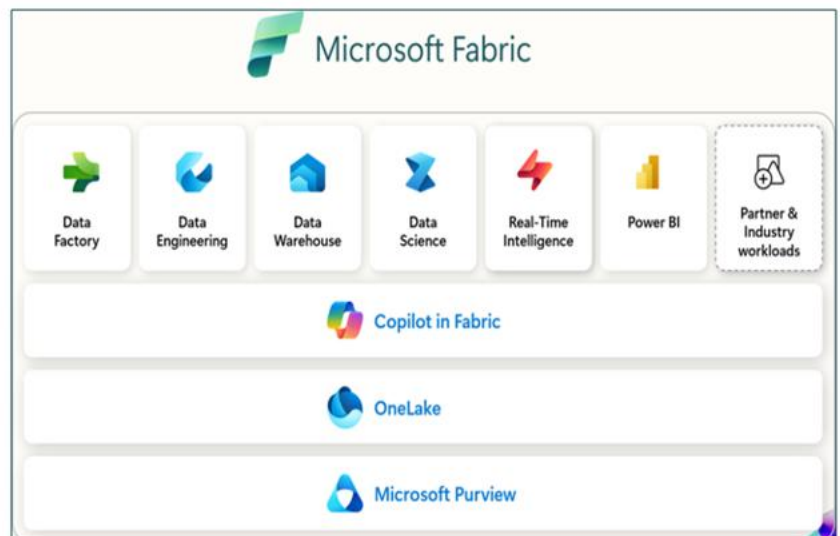 Microsoft Fabric
Data
Factory
Data
Engineering
Data
Warehouse
Data
Science
Real-Time
Intelligence
Power BI
Partner &
Industry
workloads
Copilot in Fabric
OneLake
Microsoft Purview